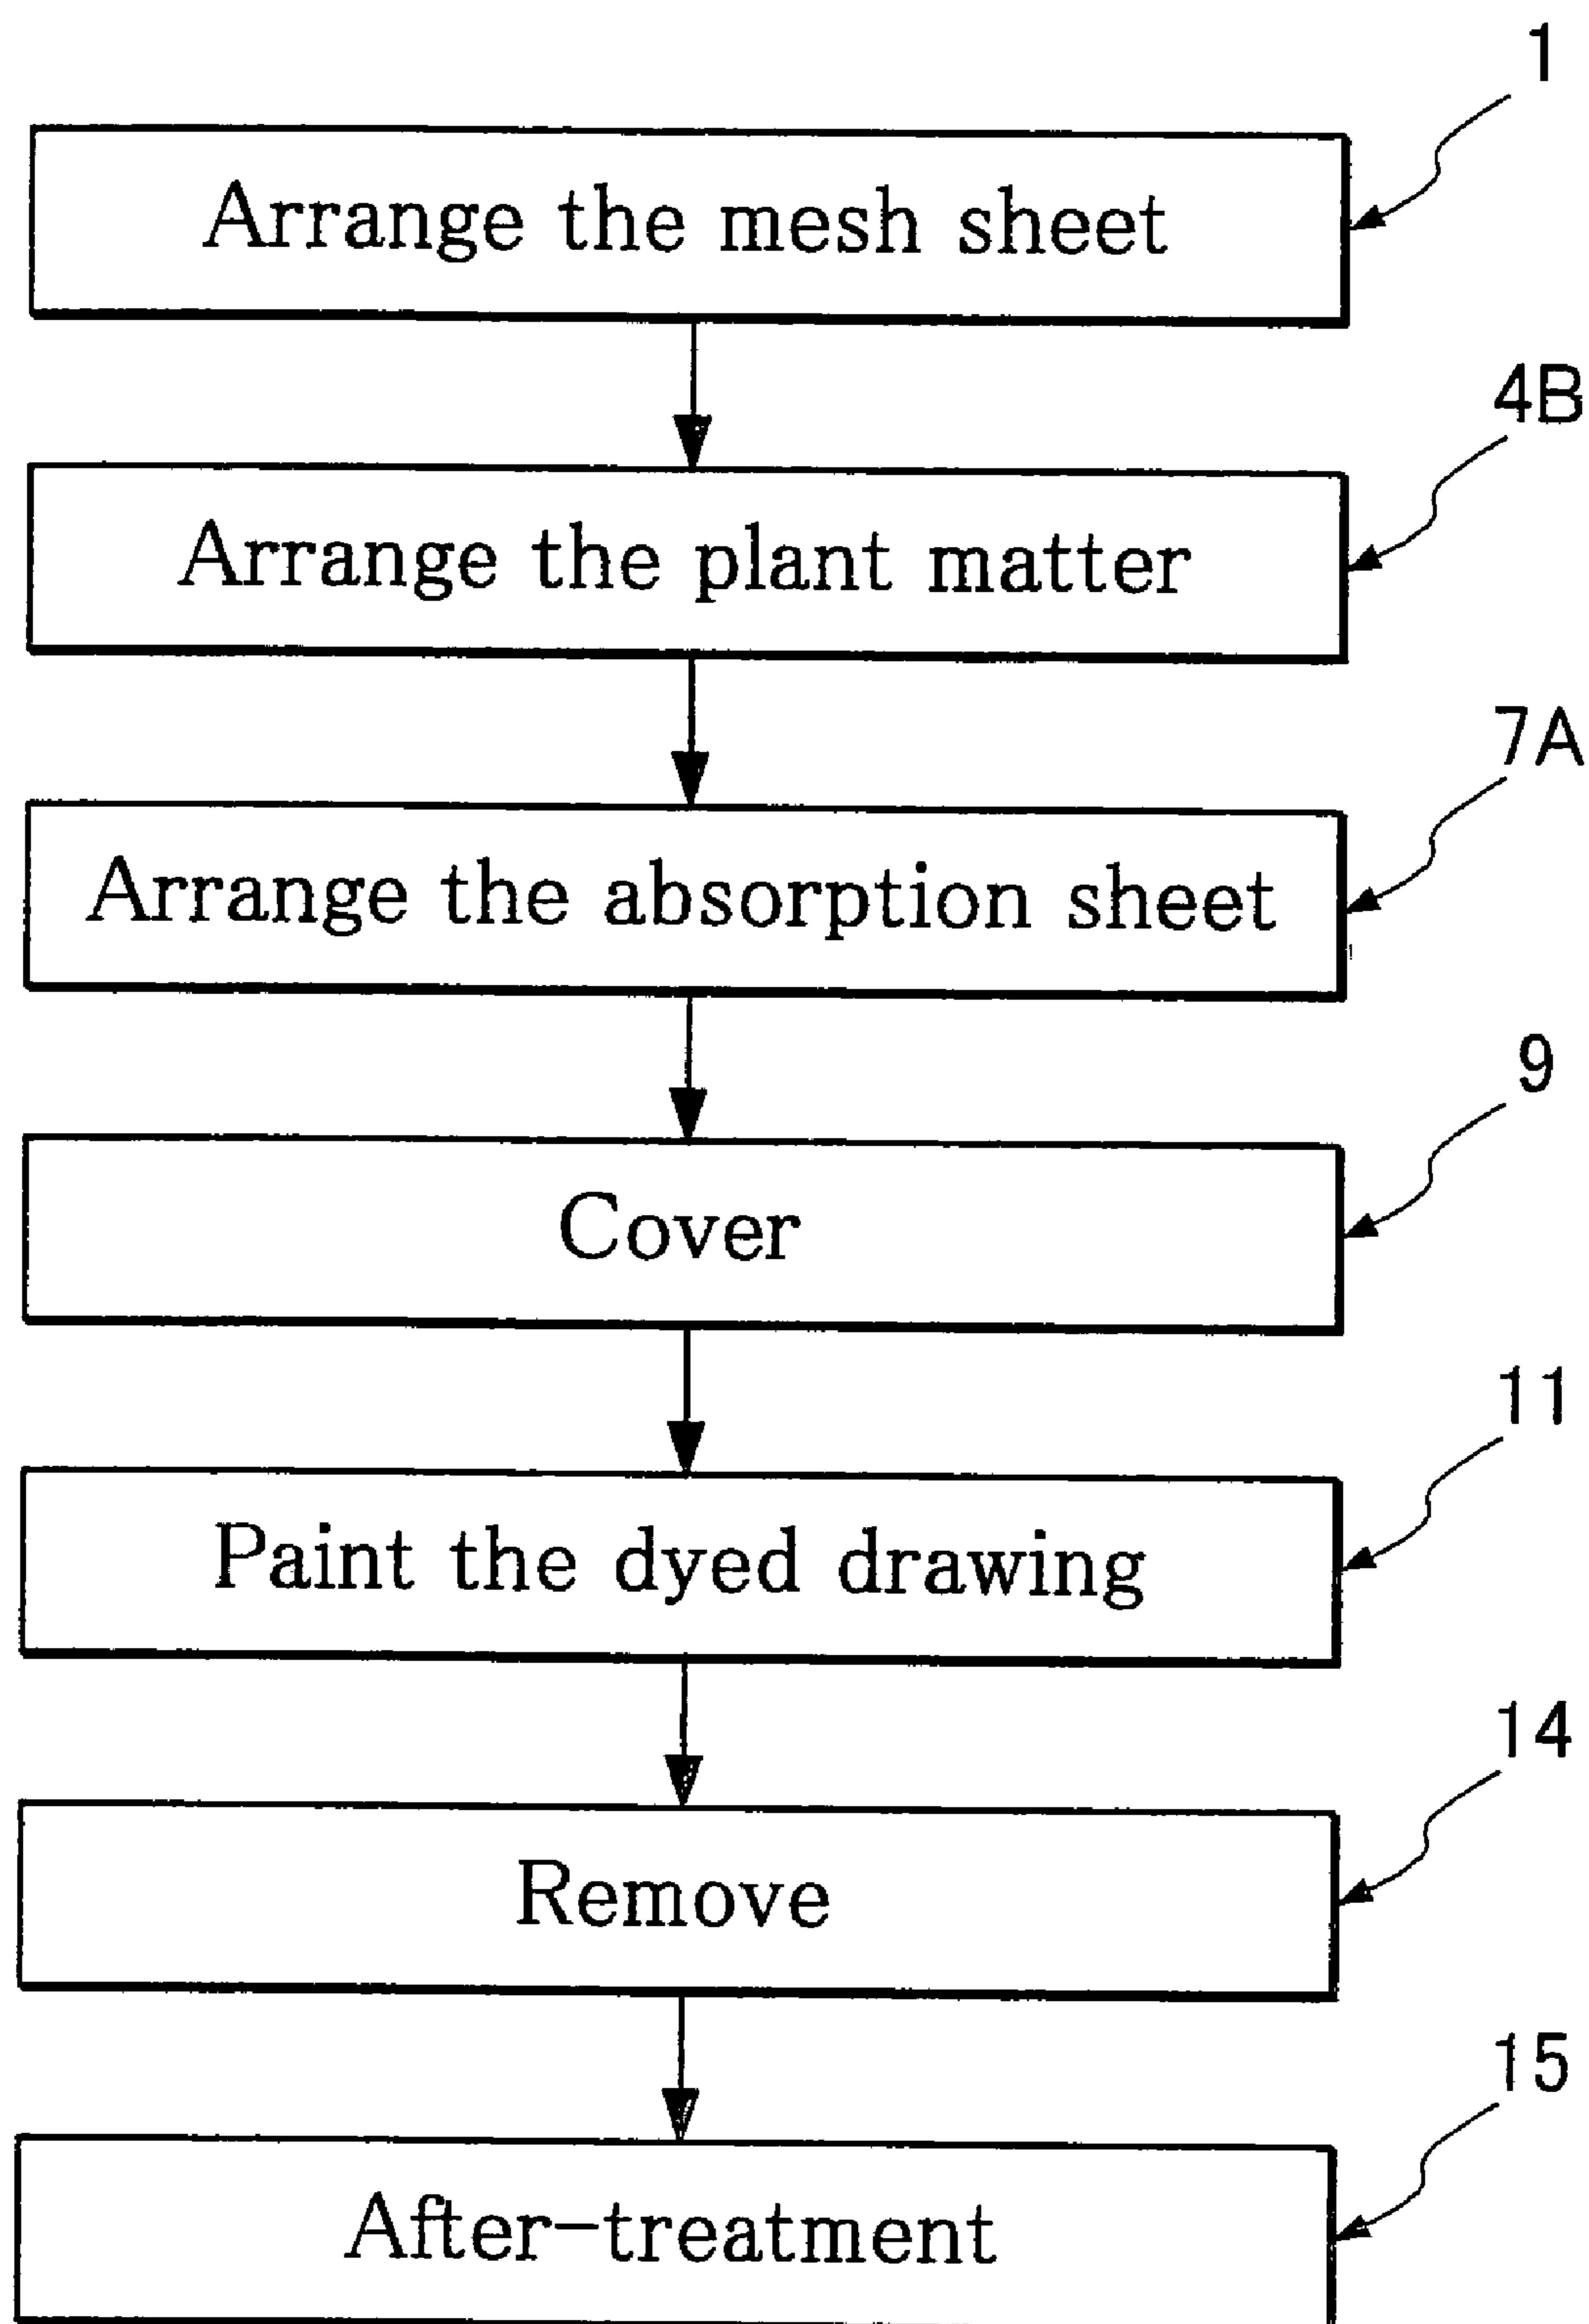 1
Arrange the mesh sheet
4B
Arrange the plant matter
7A
Arrange the absorption sheet
9
Cover
11
Paint the dyed drawing
14
Remove
15
After-treatment